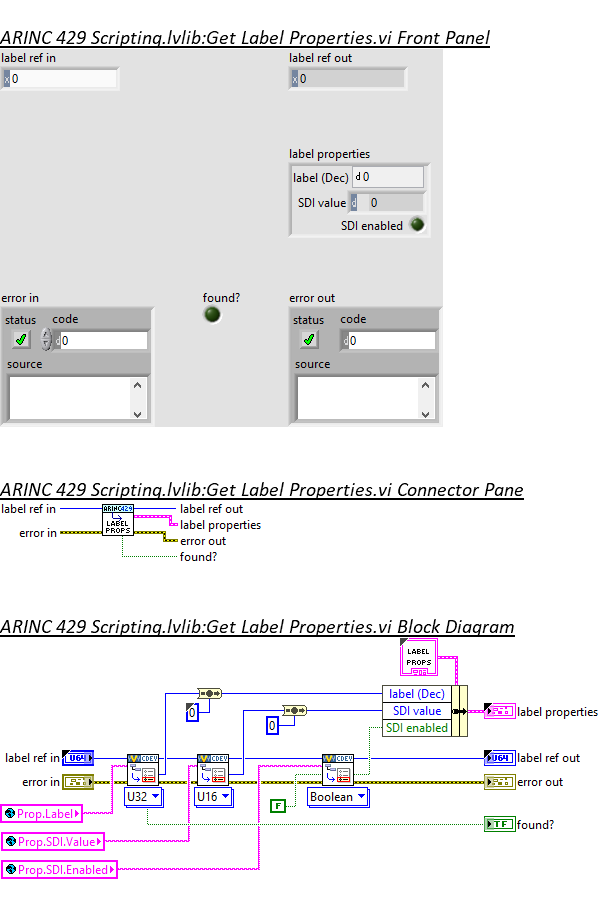 ARINC 429 Scripting.lvlib:Get Label Properties.vi Front Panel
label ref in
label ref out
x 0
x 0
label properties
label (Dec) d 0
SDI value d 0
SDI enabled
error in
found?
error out
status code
status code
d 0
d 0
source
source
ARINC 429 Scripting.lvlib:Get Label Properties.vi Connector Pane
label ref in
ARINC429
LABEL
PROPS
label ref out
label properties
error in
error out
found?
ARINC 429 Scripting.lvlib:Get Label Properties.vi Block Diagram
LABEL
PROPS
label (Dec)
0
SDI value
label properties
0
SDI enabled
label ref in
U64
CDEV
CDEV
CDEV
U64
label ref out
error in
error out
U32
U16
Boolean
F
Prop.Label
TF
found?
Prop.SDI.Value
Prop.SDI.Enabled